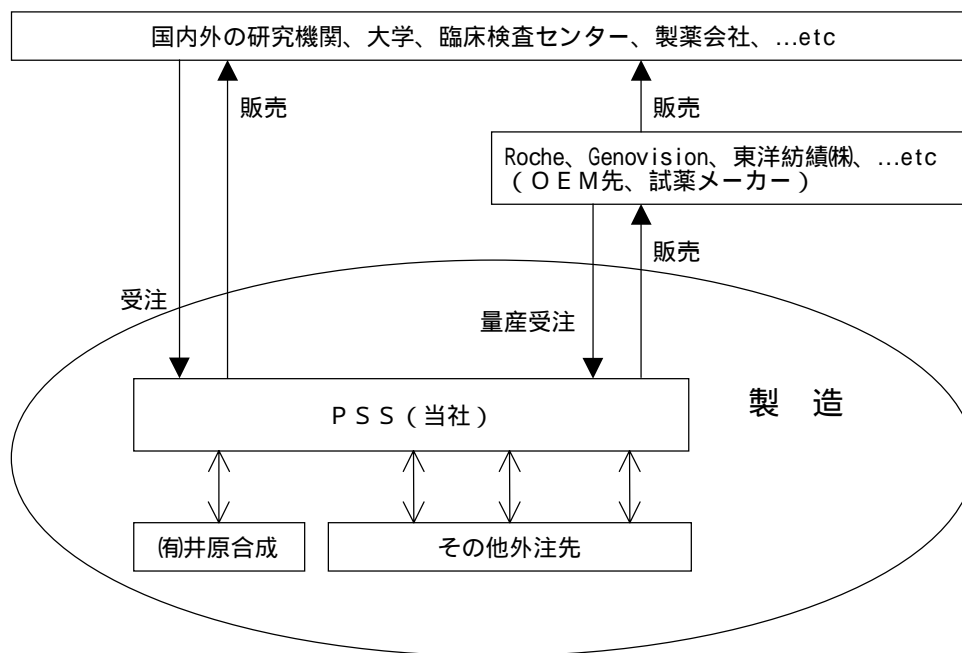 国内外の研究機関、大学、臨床検査センター、製薬会社、…etc
販売
販売
Roche、Genovision、東洋紡績㈱、…etc
（ＯＥＭ先、試薬メーカー）
販売
受注
量産受注
製　造
ＰＳＳ（当社）
㈲井原合成
その他外注先